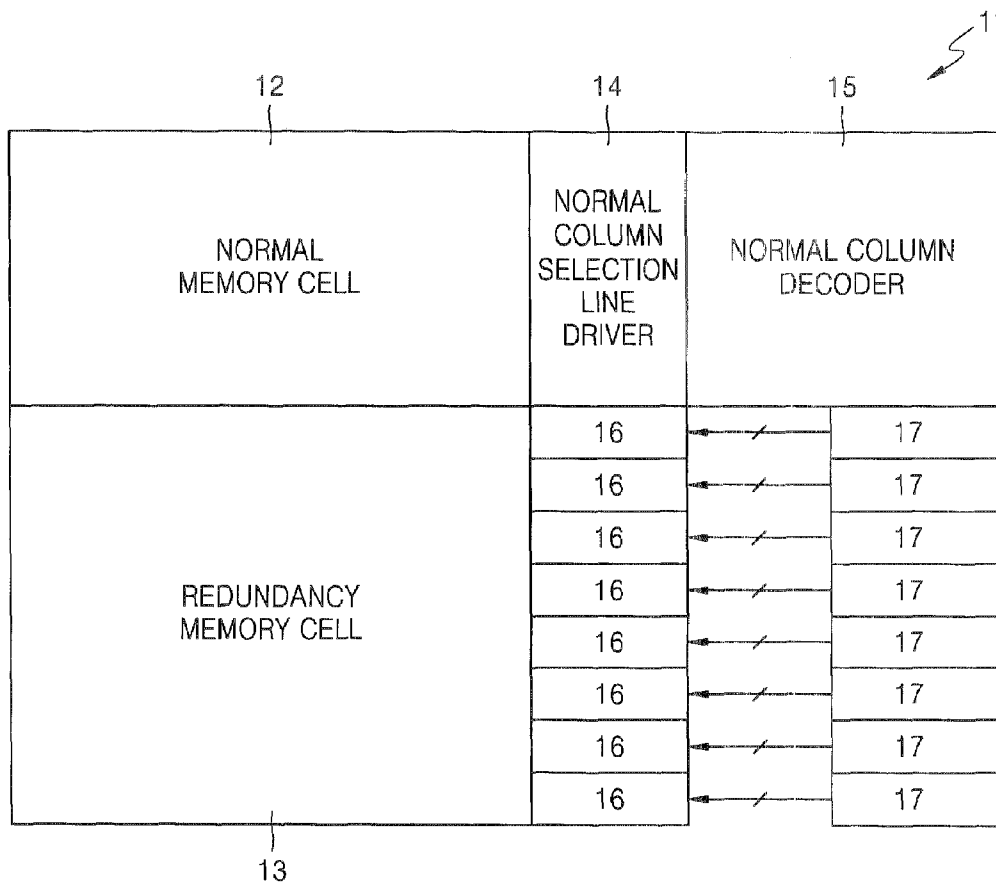 12
14
15
NORMAL
MEMORY CELL
NORMAL
COLUMN
SELECTION
LINE
DRIVER
NORMAL COLUMN
DECODER
REDUNDANCY
MEMORY CELL
16
17
16
17
16
17
16
17
16
17
16
17
16
17
16
17
13